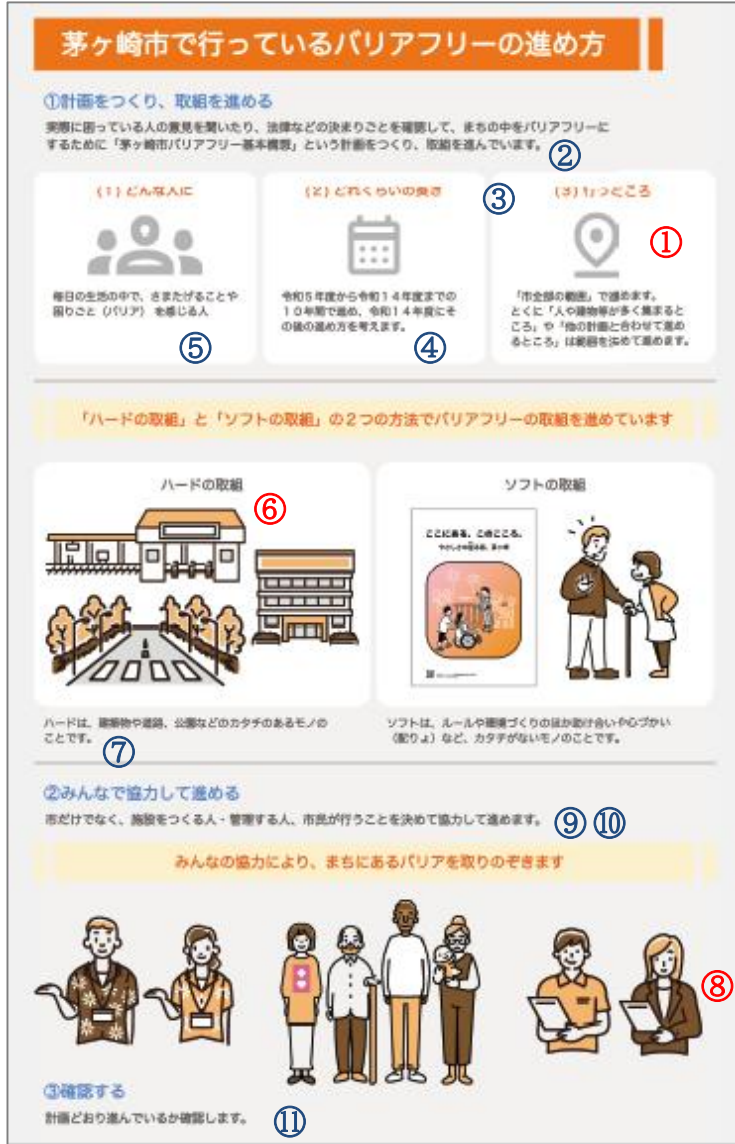 茅ヶ崎市で行っているバリアフリーの進め方
①計画をつくり、取組を進める
実際に困っている人の意見を聞いたり、法律などの決まりごとを確認して、まちの中をバリアフリーに
するために「茅ヶ崎市バリアフリー基本構想」という計画をつくり、取組を進んでいます。
②
(1) どんな人に
毎日の生活の中で、さまたげることや
困りごと（バリア）を感じる人
⑤
(2) どれくらいの長さ
③
令和５年度から令和１４年度までの
１０年間で進め、令和１４年度にそ
の後の進め方を考えます。
④
(3) 行うところ
①
「市全部の範囲」で進めます。
とくに「人や建物等が多く集まると
ころ」や「他の計画と合わせて進め
るところ」は範囲を決めて進めます。
「ハードの取組」と「ソフトの取組」の２つの方法でバリアフリーの取組を進めています
ハードの取組
⑥
ハードは、建築物や道路、公園などのカタチのあるモノの
ことです。
⑦
ソフトの取組
ここにある、このこころ。
ソフトは、ルールや環境づくりのほか助け合いや心づかい
（配りょ）など、カタチがないモノのことです。
②みんなで協力して進める
市だけでなく、施設をつくる人・管理する人、市民が行うことを決めて協力して進めます。
⑨ ⑩
みんなの協力により、まちにあるバリアを取りのぞきます
⑧
③確認する
計画どおり進んでいるか確認します。
⑪